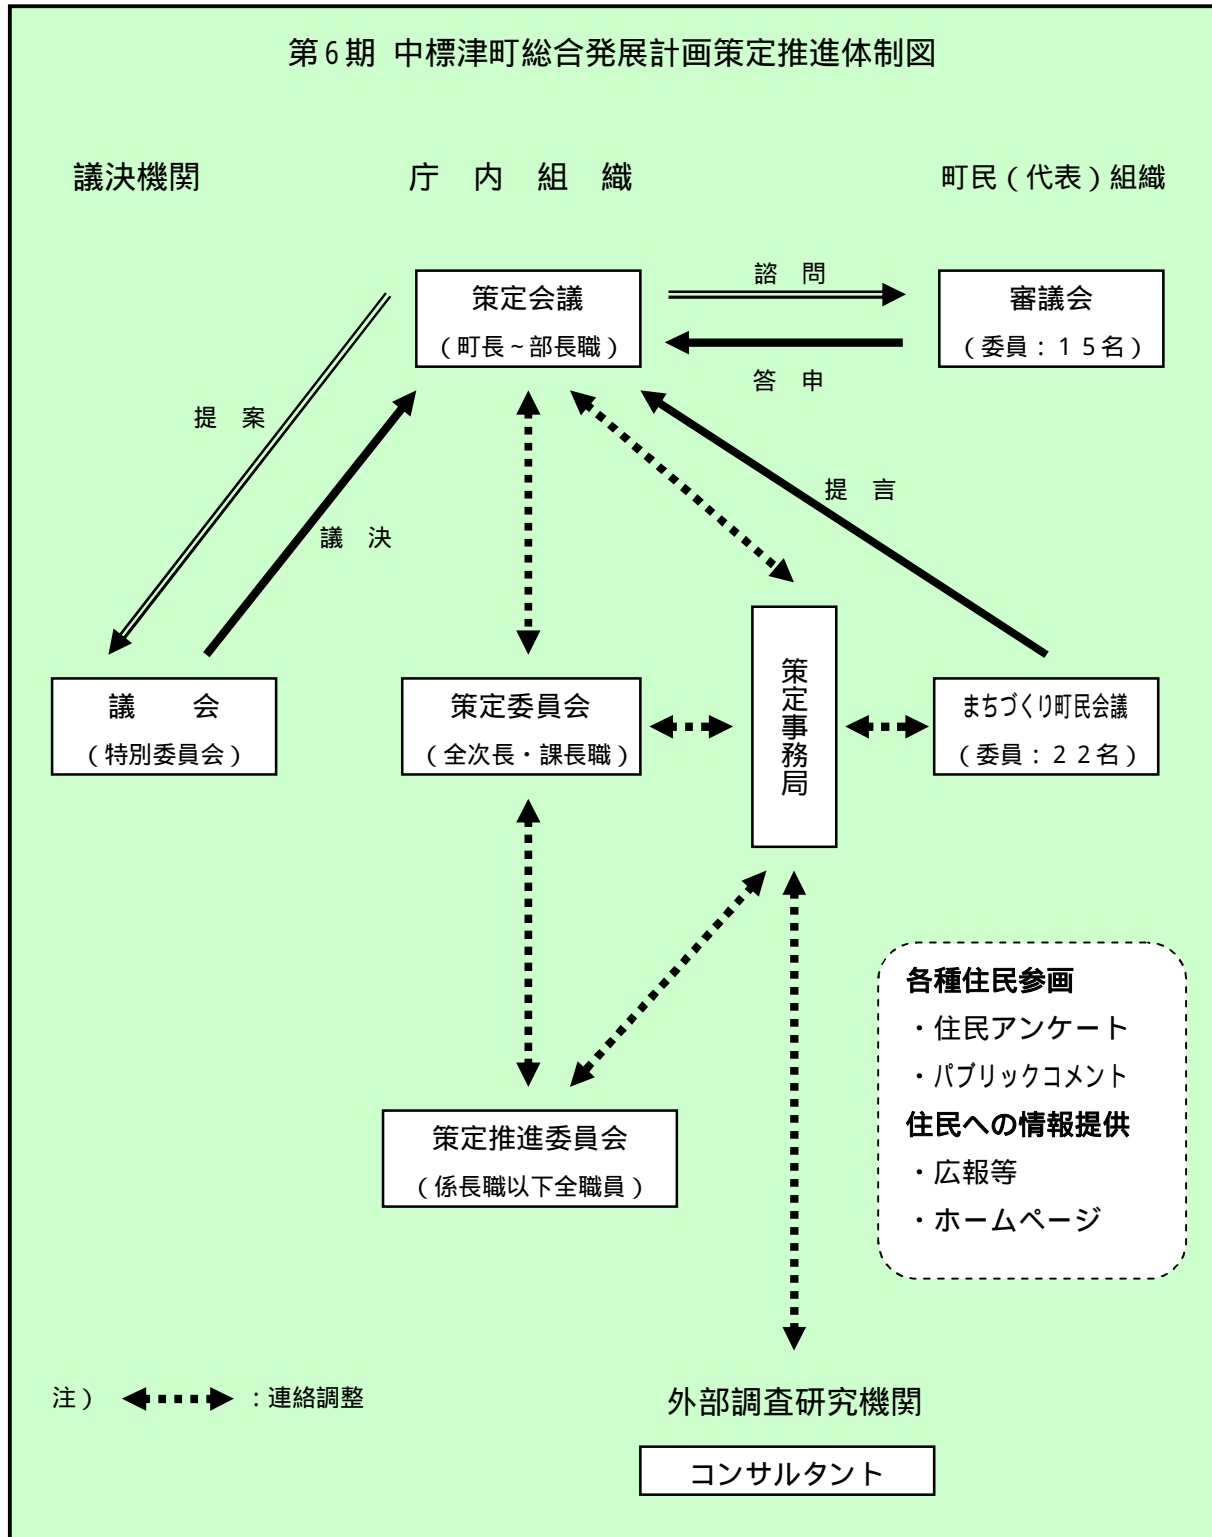 第6期 中標津町総合発展計画策定推進体制図
議決機関
庁 内 組 織
町民(代表)組織
策定会議
(町長~部長職)
諮 問
答 申
審議会
(委員:15名)
提 案
議 決
提 言
議 会
(特別委員会)
策定委員会
(全次長・課長職)
策定事務局
まちづくり町民会議
(委員:22名)
各種住民参画
・住民アンケート
・パブリックコメント
住民への情報提供
・広報等
・ホームページ
策定推進委員会
(係長職以下全職員)
注) :連絡調整
外部調査研究機関
コンサルタント